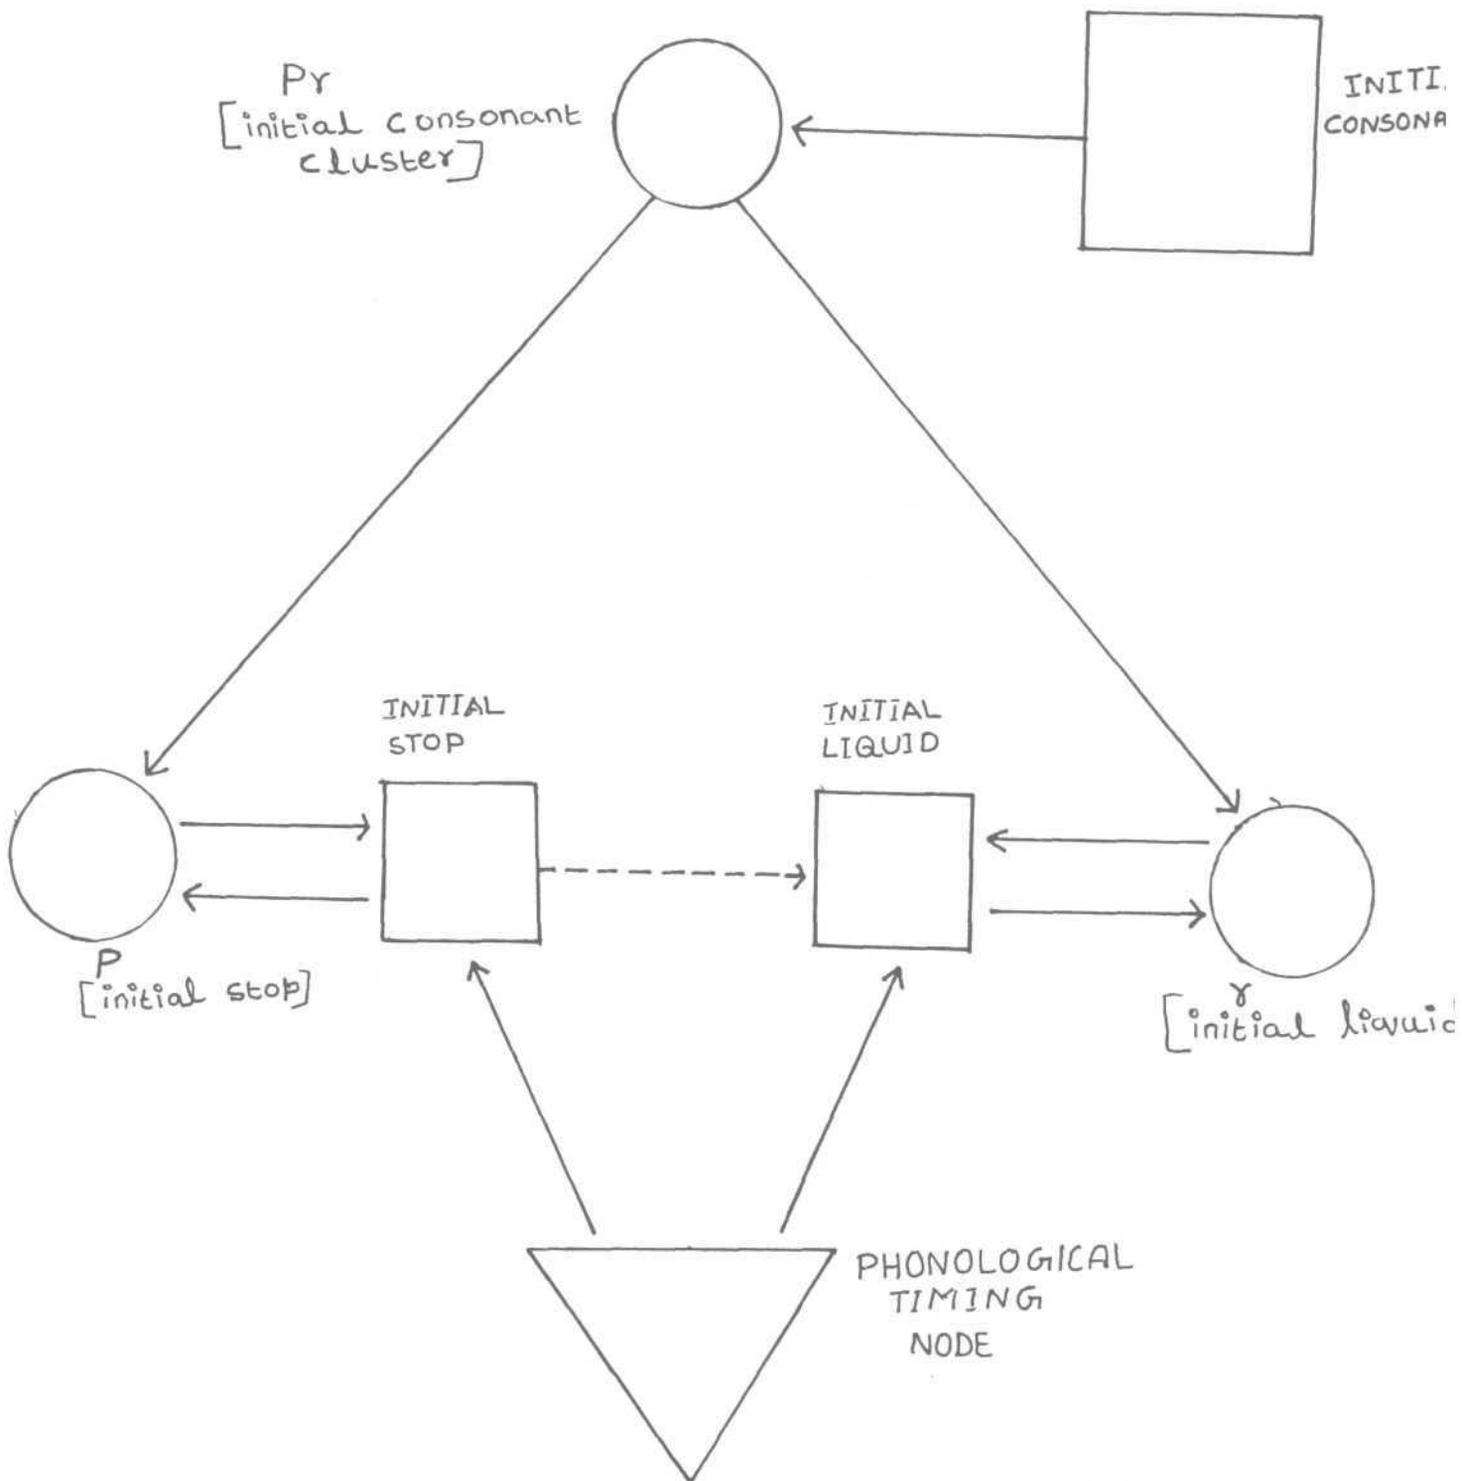 Pr
[initial consonant
cluster]
INITI
CONSONA
INITIAL
STOP
INITIAL
LIQUID
P
[initial stop]
r
[initial liquid
PHONOLOGICAL
TIMING
NODE